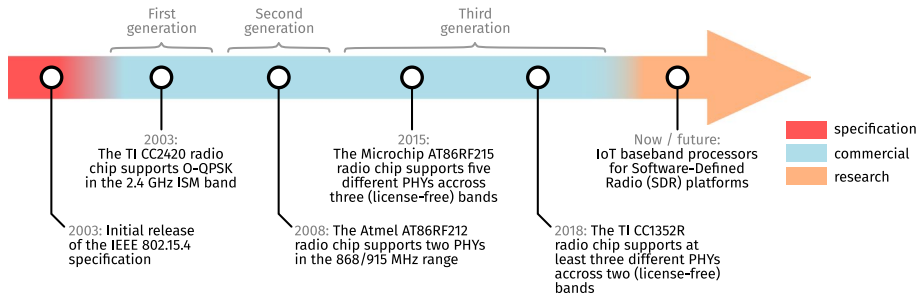 First
generation
Second
generation
Third
generation
2003:
The TI CC2420 radio
chip supports O-QPSK
in the 2.4 GHz ISM band
2015:
The Microchip AT86RF215
radio chip supports five
different PHYs accross
three (license-free) bands
Now / future:
IoT baseband processors
for Software-Defined
Radio (SDR) platforms
specification
commercial
research
2003: Initial release
of the IEEE 802.15.4
specification
2008: The Atmel AT86RF212
radio chip supports two PHYs
in the 868/915 MHz range
2018: The TI CC1352R
radio chip supports at
least three different PHYs
accross two (license-free)
bands